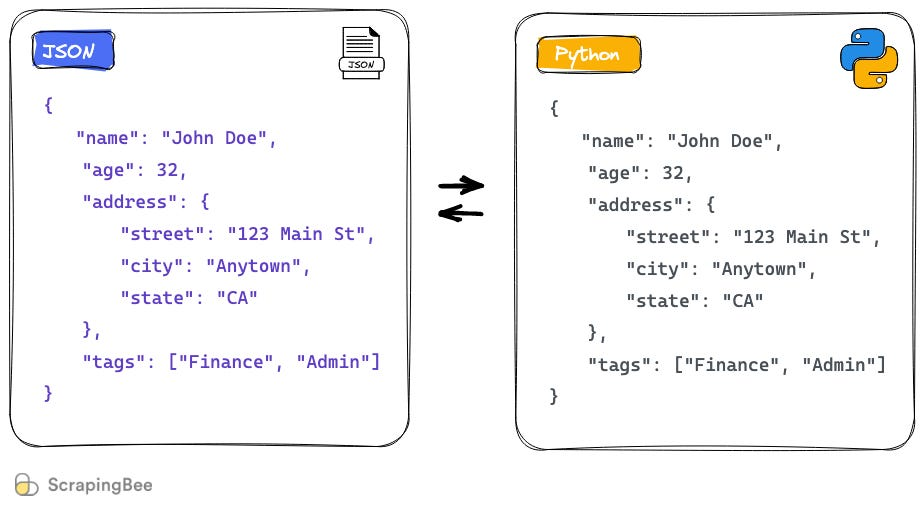 JSON
JSON
{
"name": "John Doe",
"age": 32,
"address": {
"street": "123 Main St",
"city": "Anytown",
"state": "CA"
},
"tags": ["Finance", "Admin"]
}
Python
{
"name": "John Doe",
"age": 32,
"address": {
"street": "123 Main St",
"city": "Anytown",
"state": "CA"
},
"tags": ["Finance", "Admin"]
}
ScrapingBee